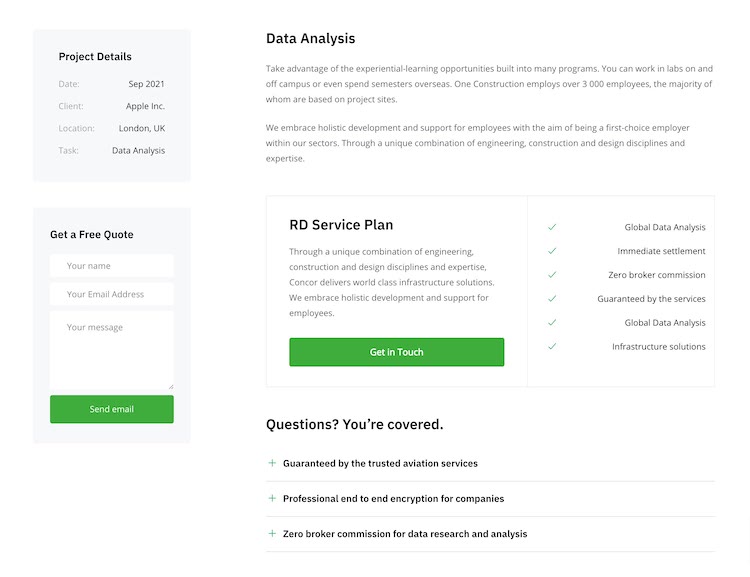 Project Details
Date: Sep 2021
Client: Apple Inc.
Location: London, UK
Task: Data Analysis
Get a Free Quote
Your name
Your Email Address
Your message
Send email
Data Analysis
Take advantage of the experiential-learning opportunities built into many programs. You can work in labs on and
off campus or even spend semesters overseas. One Construction employs over 3 000 employees, the majority of
whom are based on project sites.
We embrace holistic development and support for employees with the aim of being a first-choice employer
within our sectors. Through a unique combination of engineering, construction and design disciplines and
expertise.
RD Service Plan
Through a unique combination of engineering,
construction and design disciplines and expertise,
Concor delivers world class infrastructure solutions.
We embrace holistic development and support for
employees.
Get in Touch
Global Data Analysis
Immediate settlement
Zero broker commission
Guaranteed by the services
Global Data Analysis
Infrastructure solutions
Questions? You’re covered.
Guaranteed by the trusted aviation services
Professional end to end encryption for companies
Zero broker commission for data research and analysis